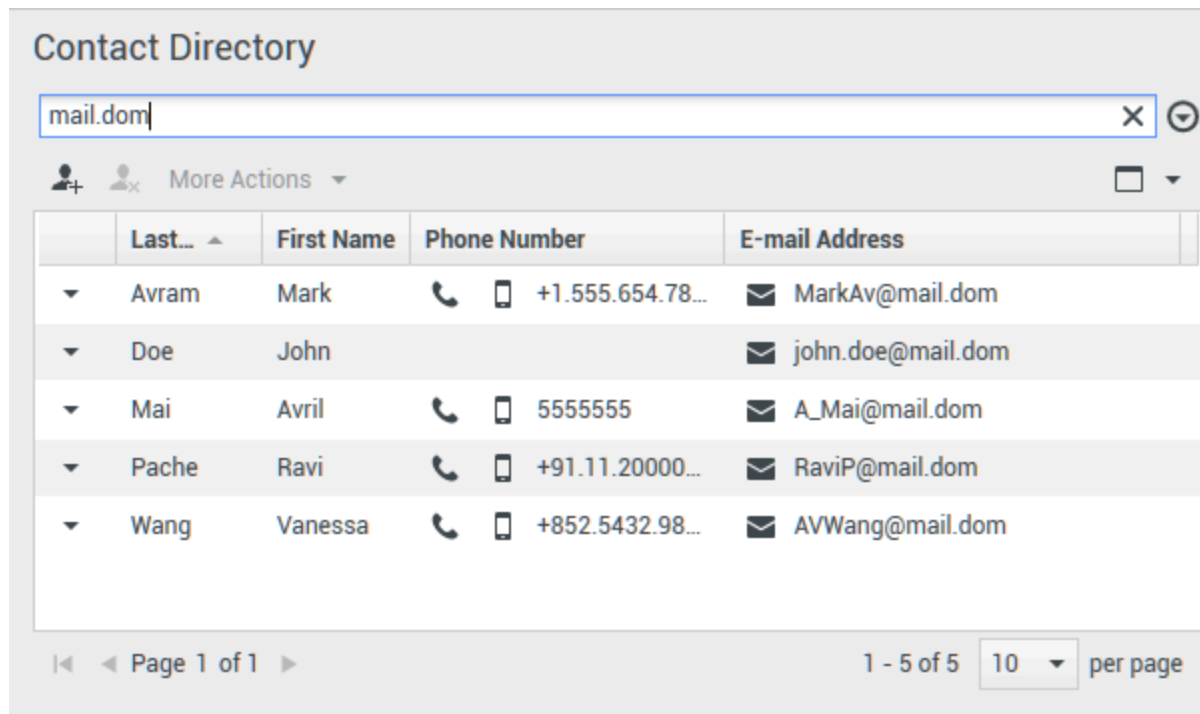 Contact Directory
mail.dom
More Actions
Last... First Name Phone Number E-mail Address
Avram Mark +1.555.654.78... MarkAv@mail.dom
Doe John john.doe@mail.dom
Mai Avril 5555555 A_Mai@mail.dom
Pache Ravi +91.11.20000... RaviP@mail.dom
Wang Vanessa +852.5432.98... AVWang@mail.dom
Page 1 of 1 1 - 5 of 5 10 per page